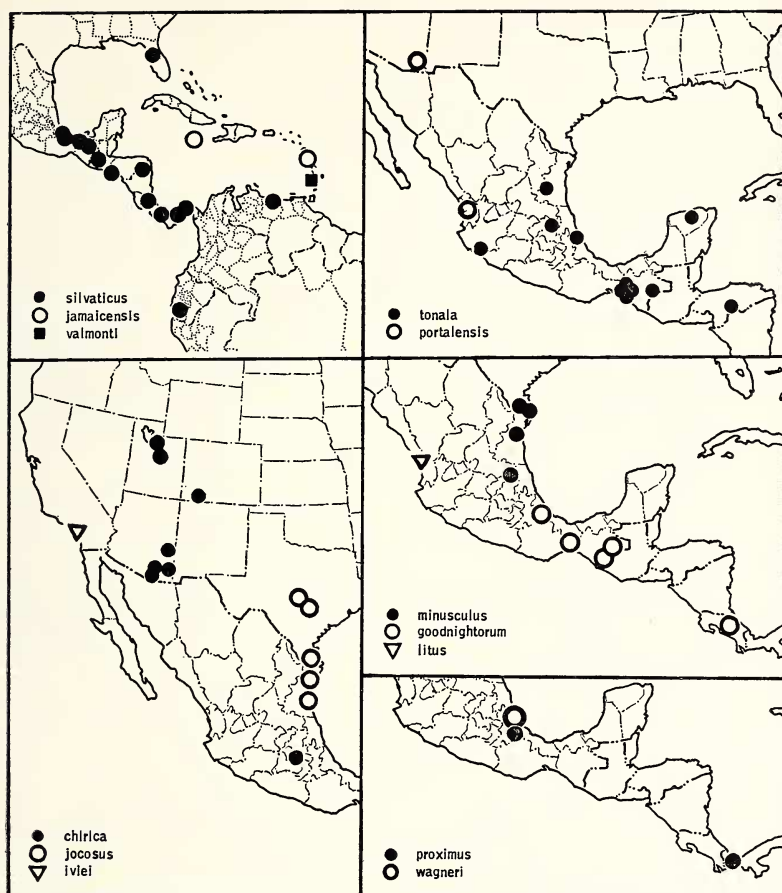 silvaticus
jamaicensis
valmonti
tonala
portalensis
chirica
jocosus
iviei
minusculus
goodnightorum
litus
proximus
wagneri